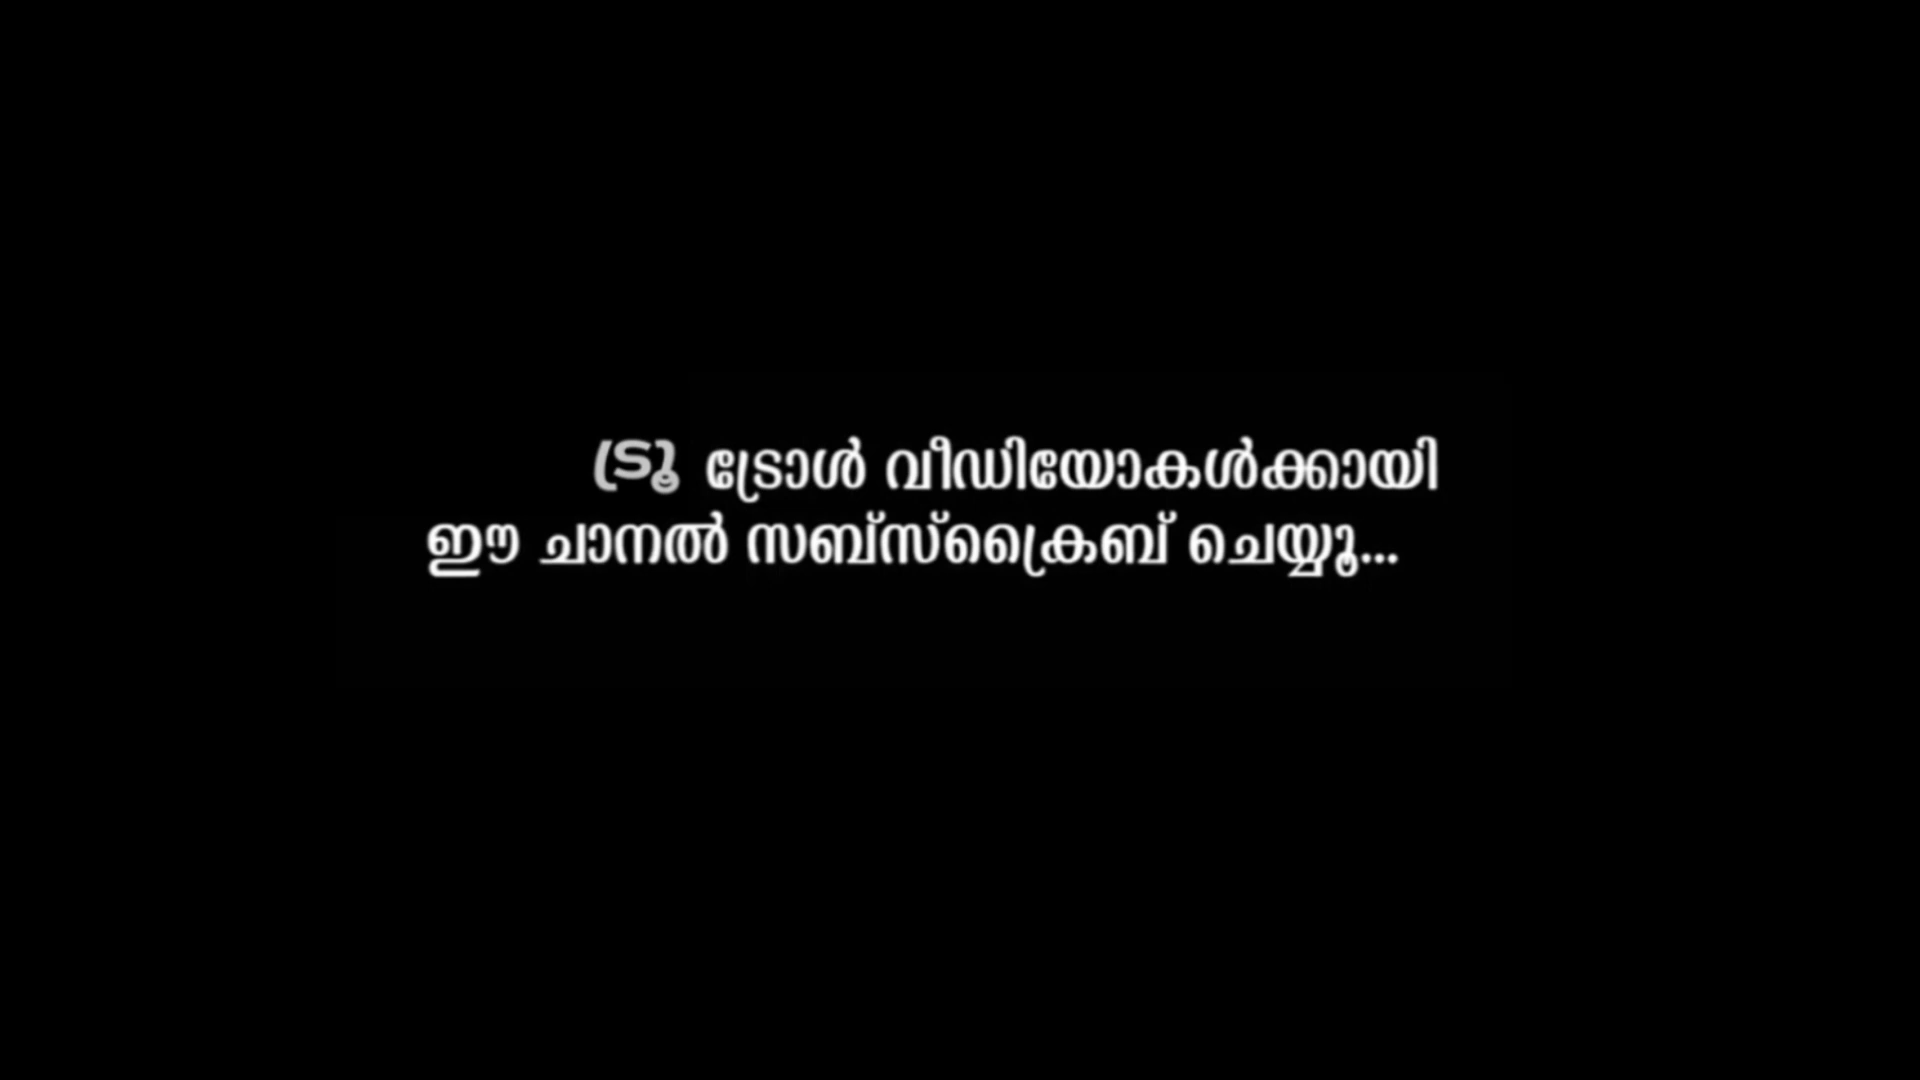 ട്രൂ ട്രോൾ വീഡിയോകൾക്കായി
ഈ ചാനൽ സബ്സ്ക്രൈബ് ചെയ്യൂ...